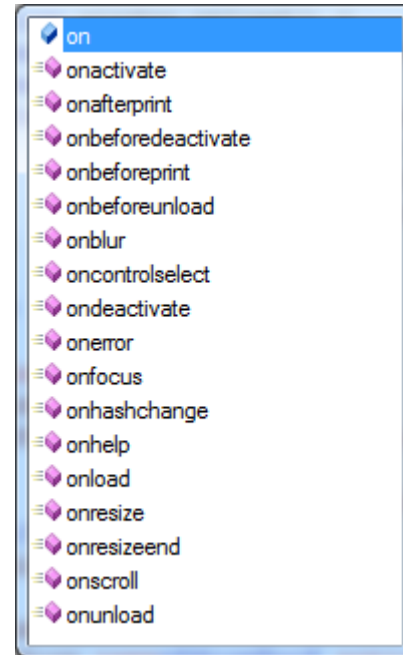 on
onactivate
onafterprint
onbeforedeactivate
onbeforeprint
onbeforeunload
onblur
oncontrolselect
ondeactivate
onerror
onfocus
onhashchange
onhelp
onload
onresize
onresizeend
onscroll
onunload